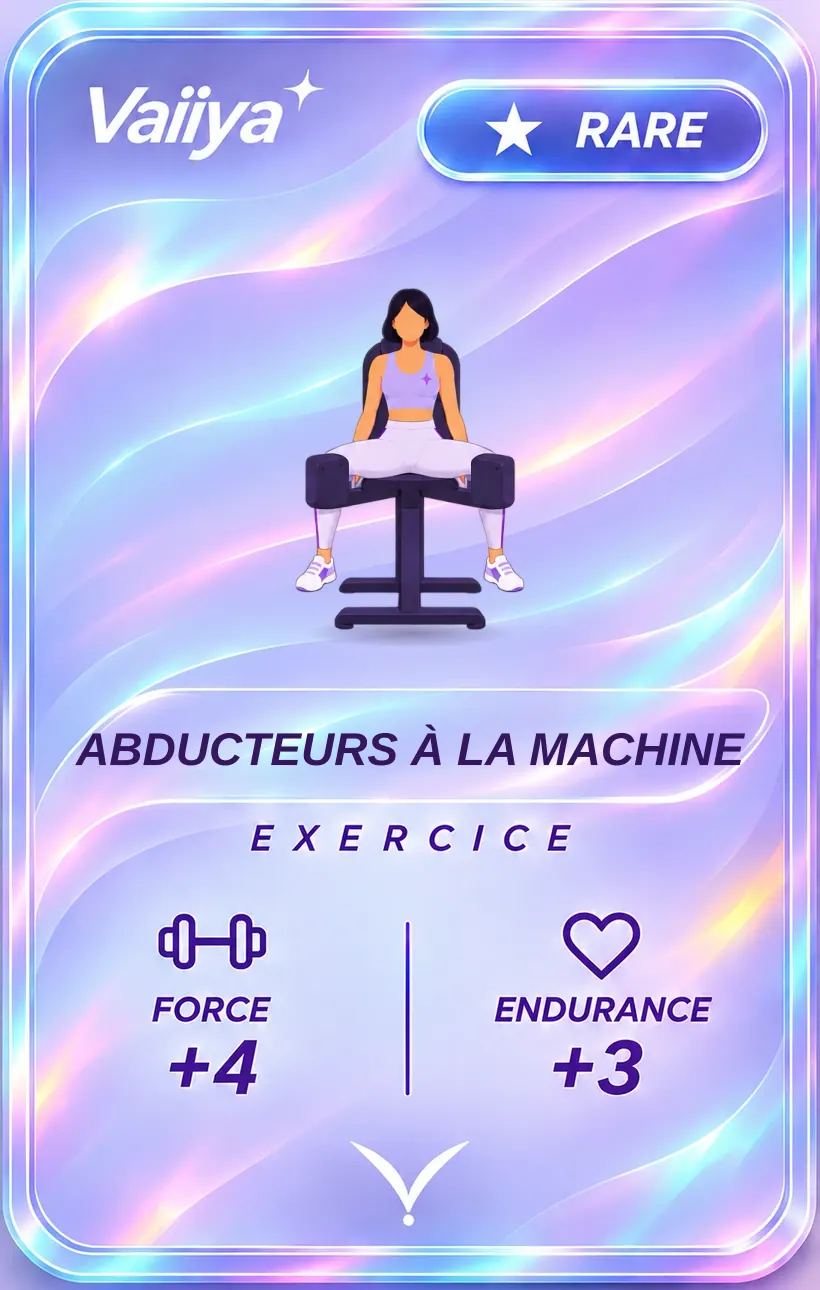 Vaiiya
RARE
ABDUCTEURS À LA MACHINE
EXERCICE
FORCE
ENDURANCE
+4
+3